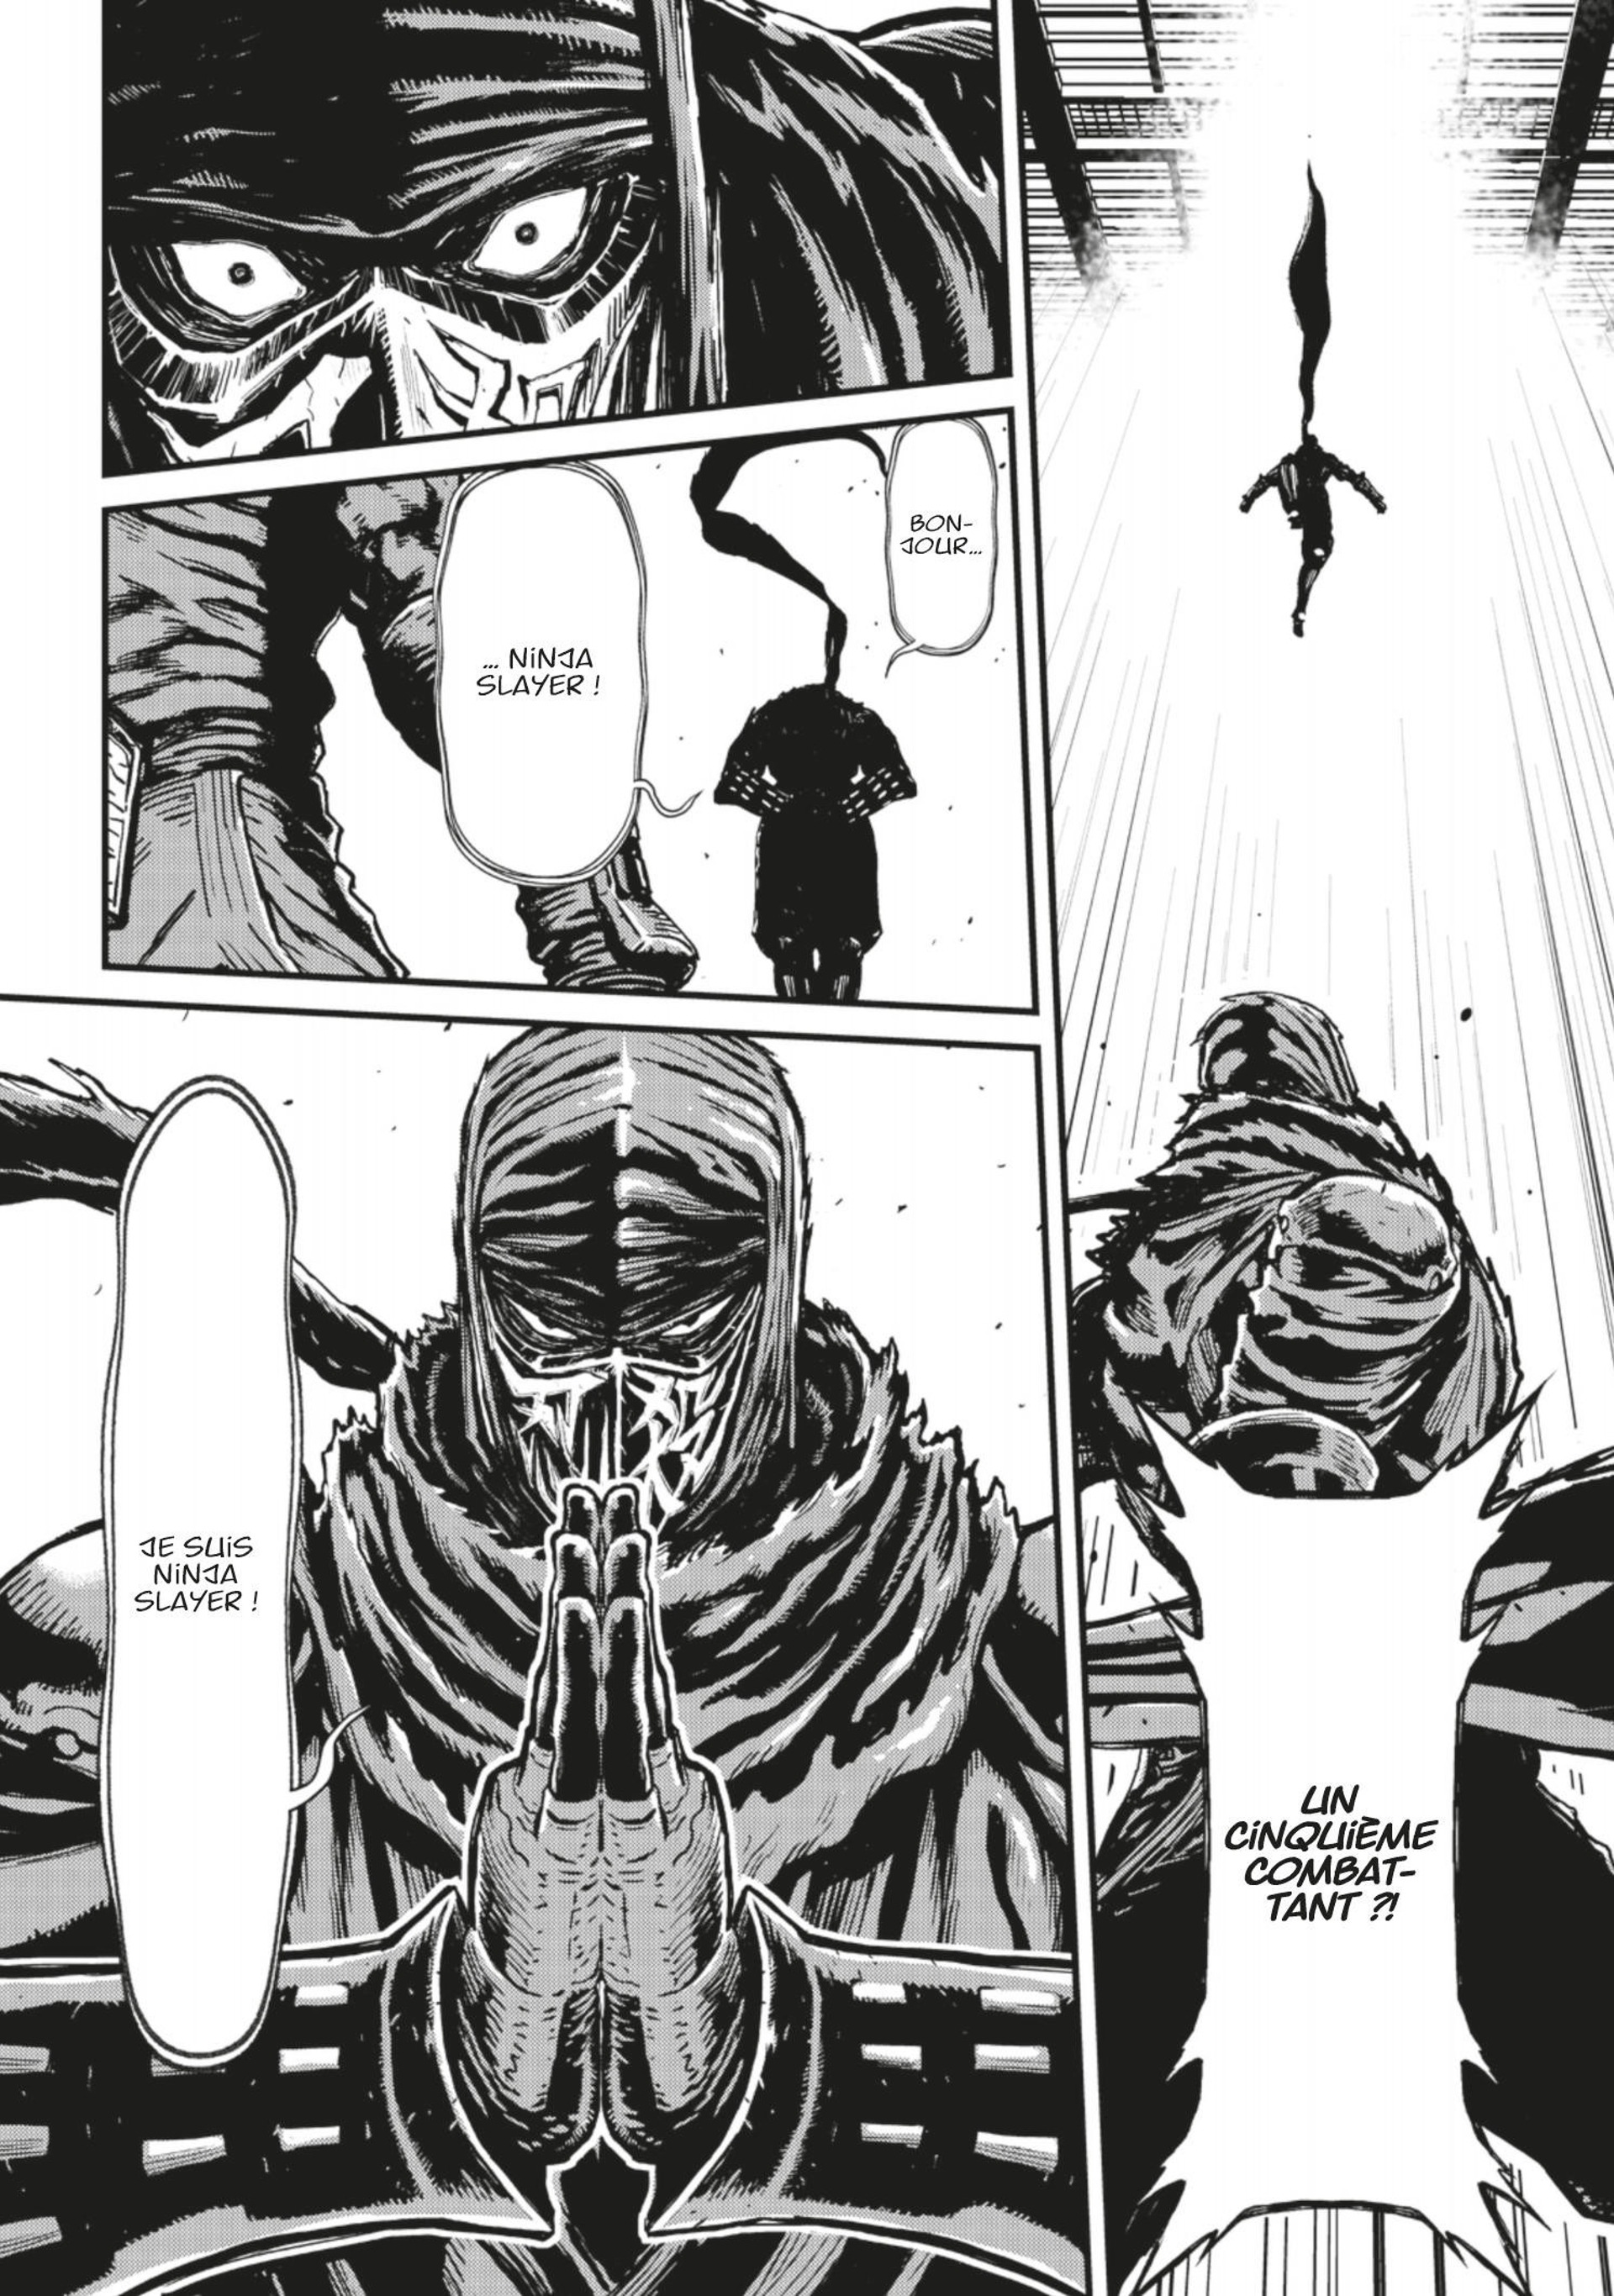 UN
CINQUIÈME
COMBAT-
TANT ?!
BON-
JOUR...
... NINJA
SLAYER !
JE SUIS
NINJA
SLAYER !